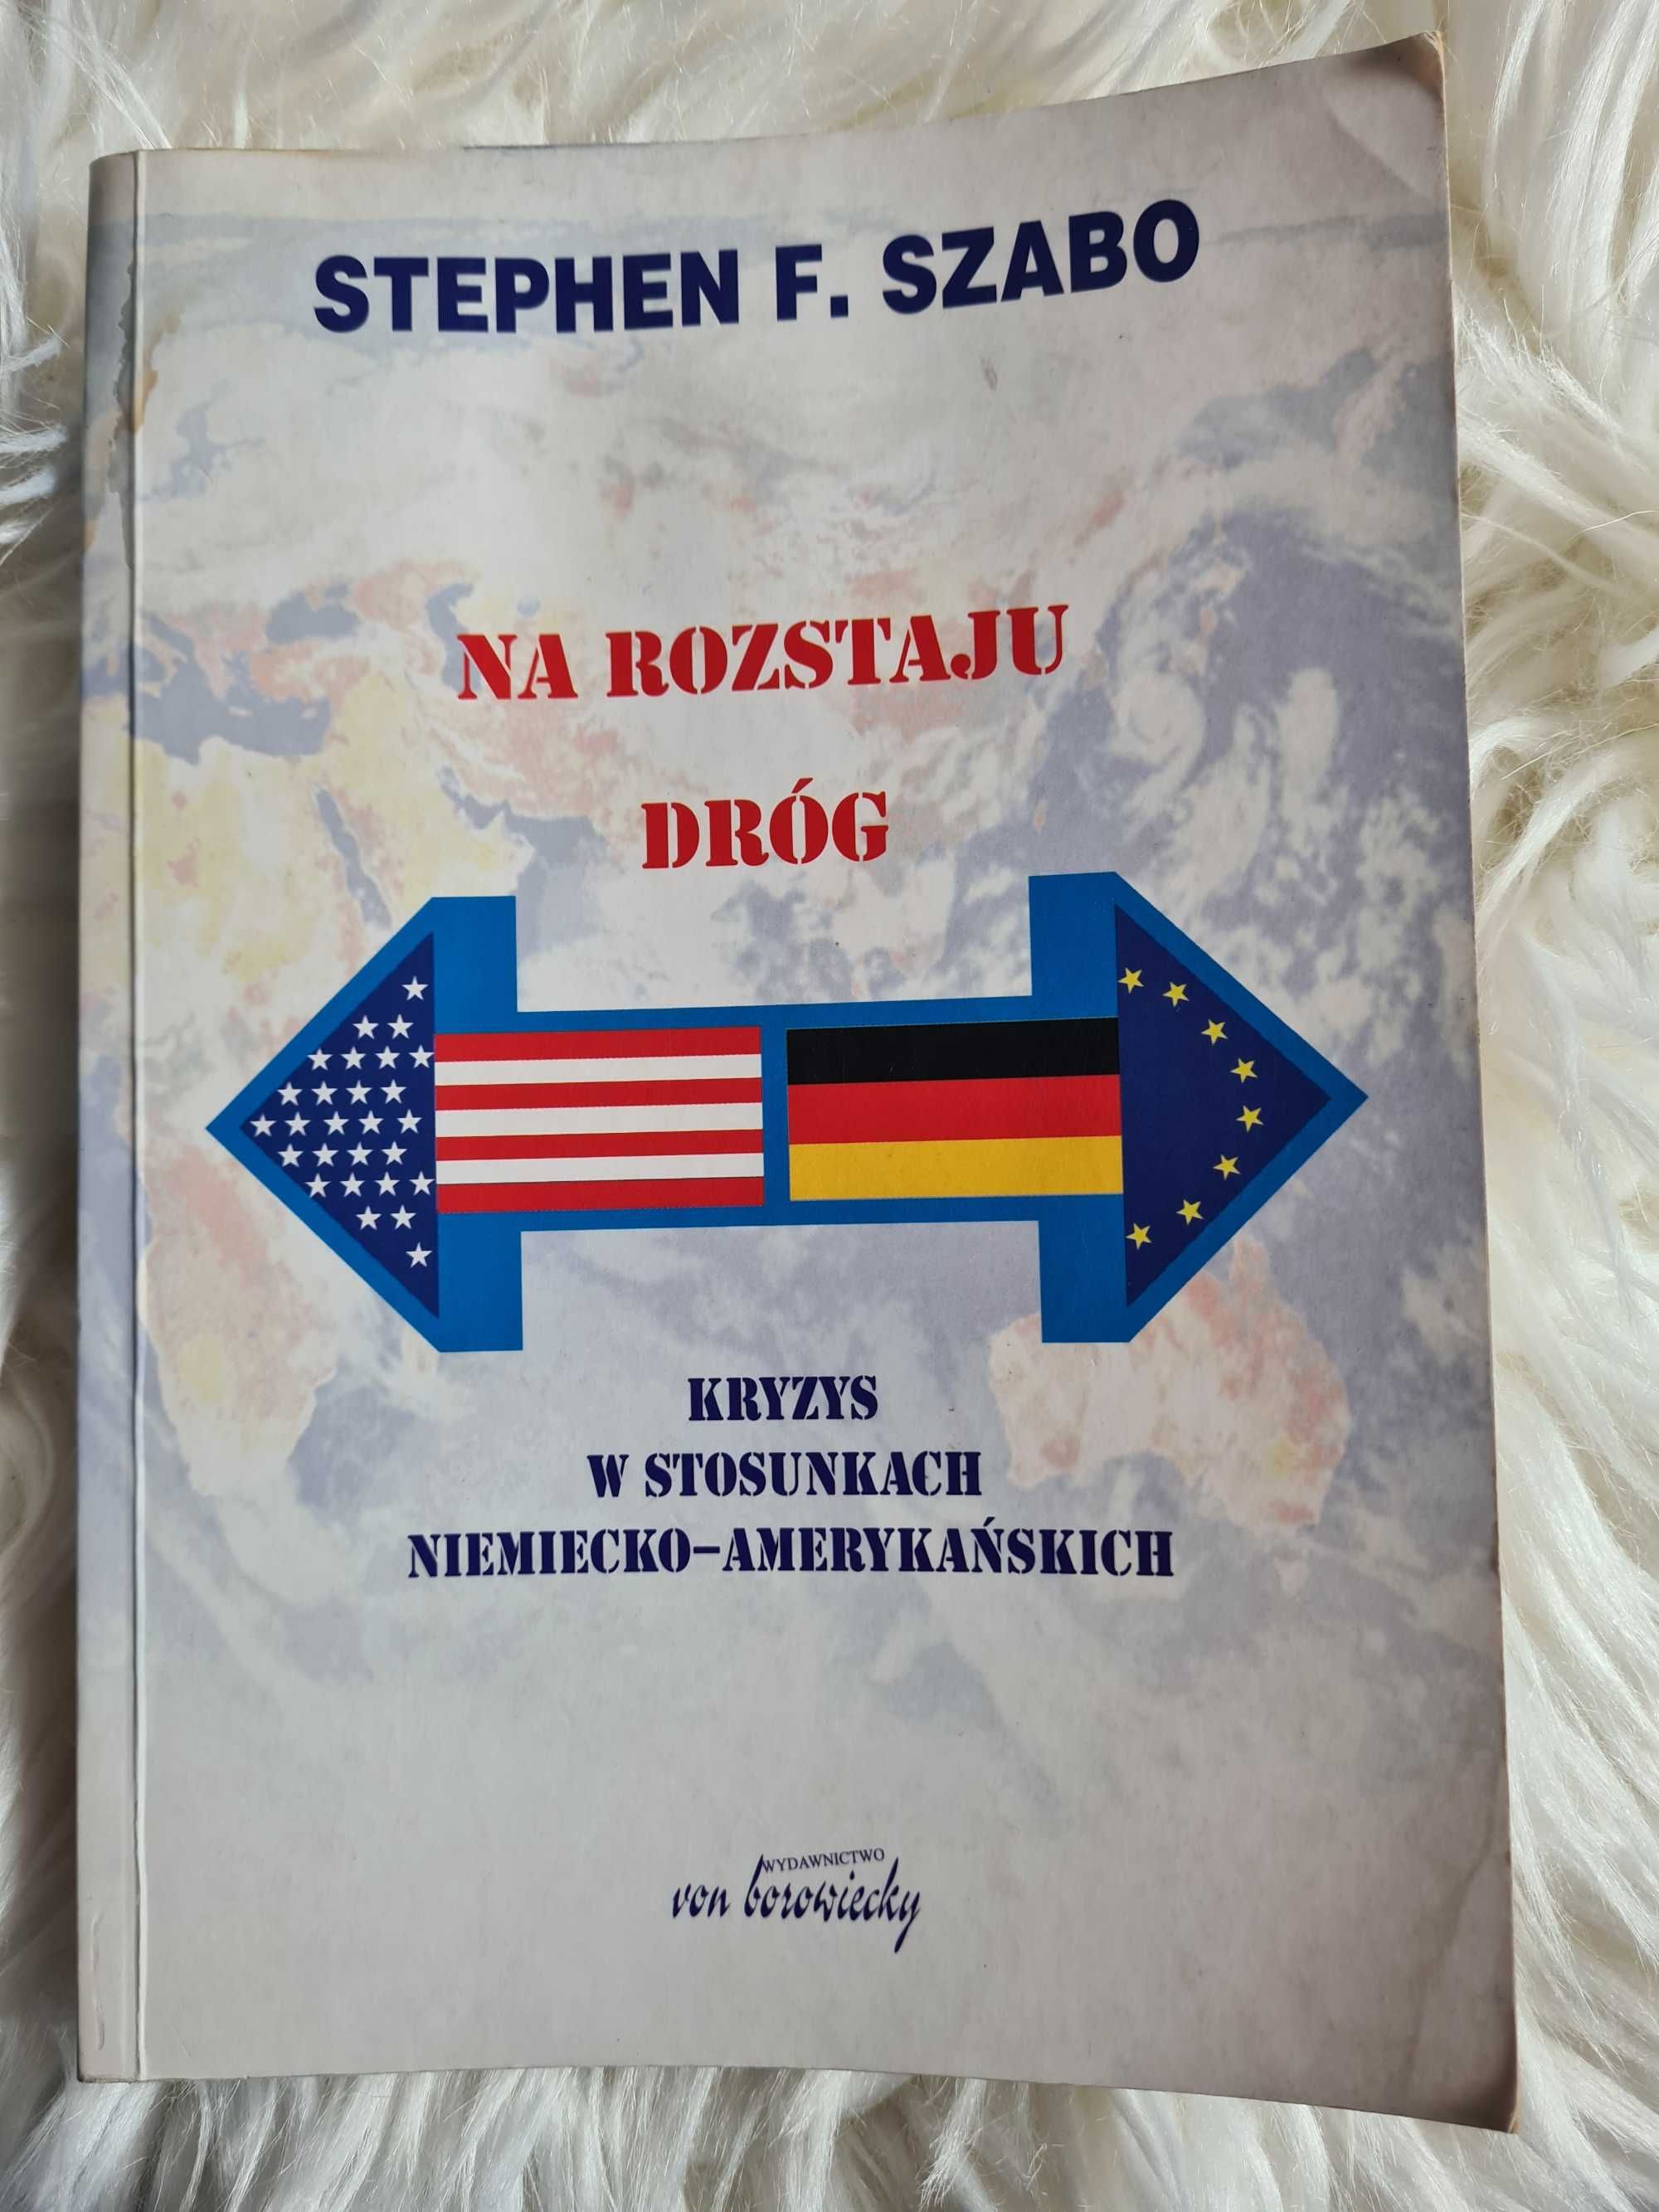 STEPHEN F. SZABO
NA ROZSTAJU
DRÓG
KRYZYS
W STOSUNKACH
NIEMIECKO–AMERYKAŃSKICH
WYDAWNICTWO
von borowiecky